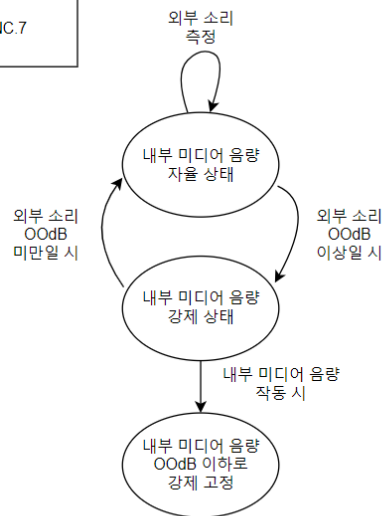 NC.7
외부 소리
측정
내부 미디어 음량
자율 상태
외부 소리
OOdB
미만일 시
외부 소리
OOdB
이상일 시
내부 미디어 음량
강제 상태
내부 미디어 음량
작동 시
내부 미디어 음량
OOdB 이하로
강제 고정